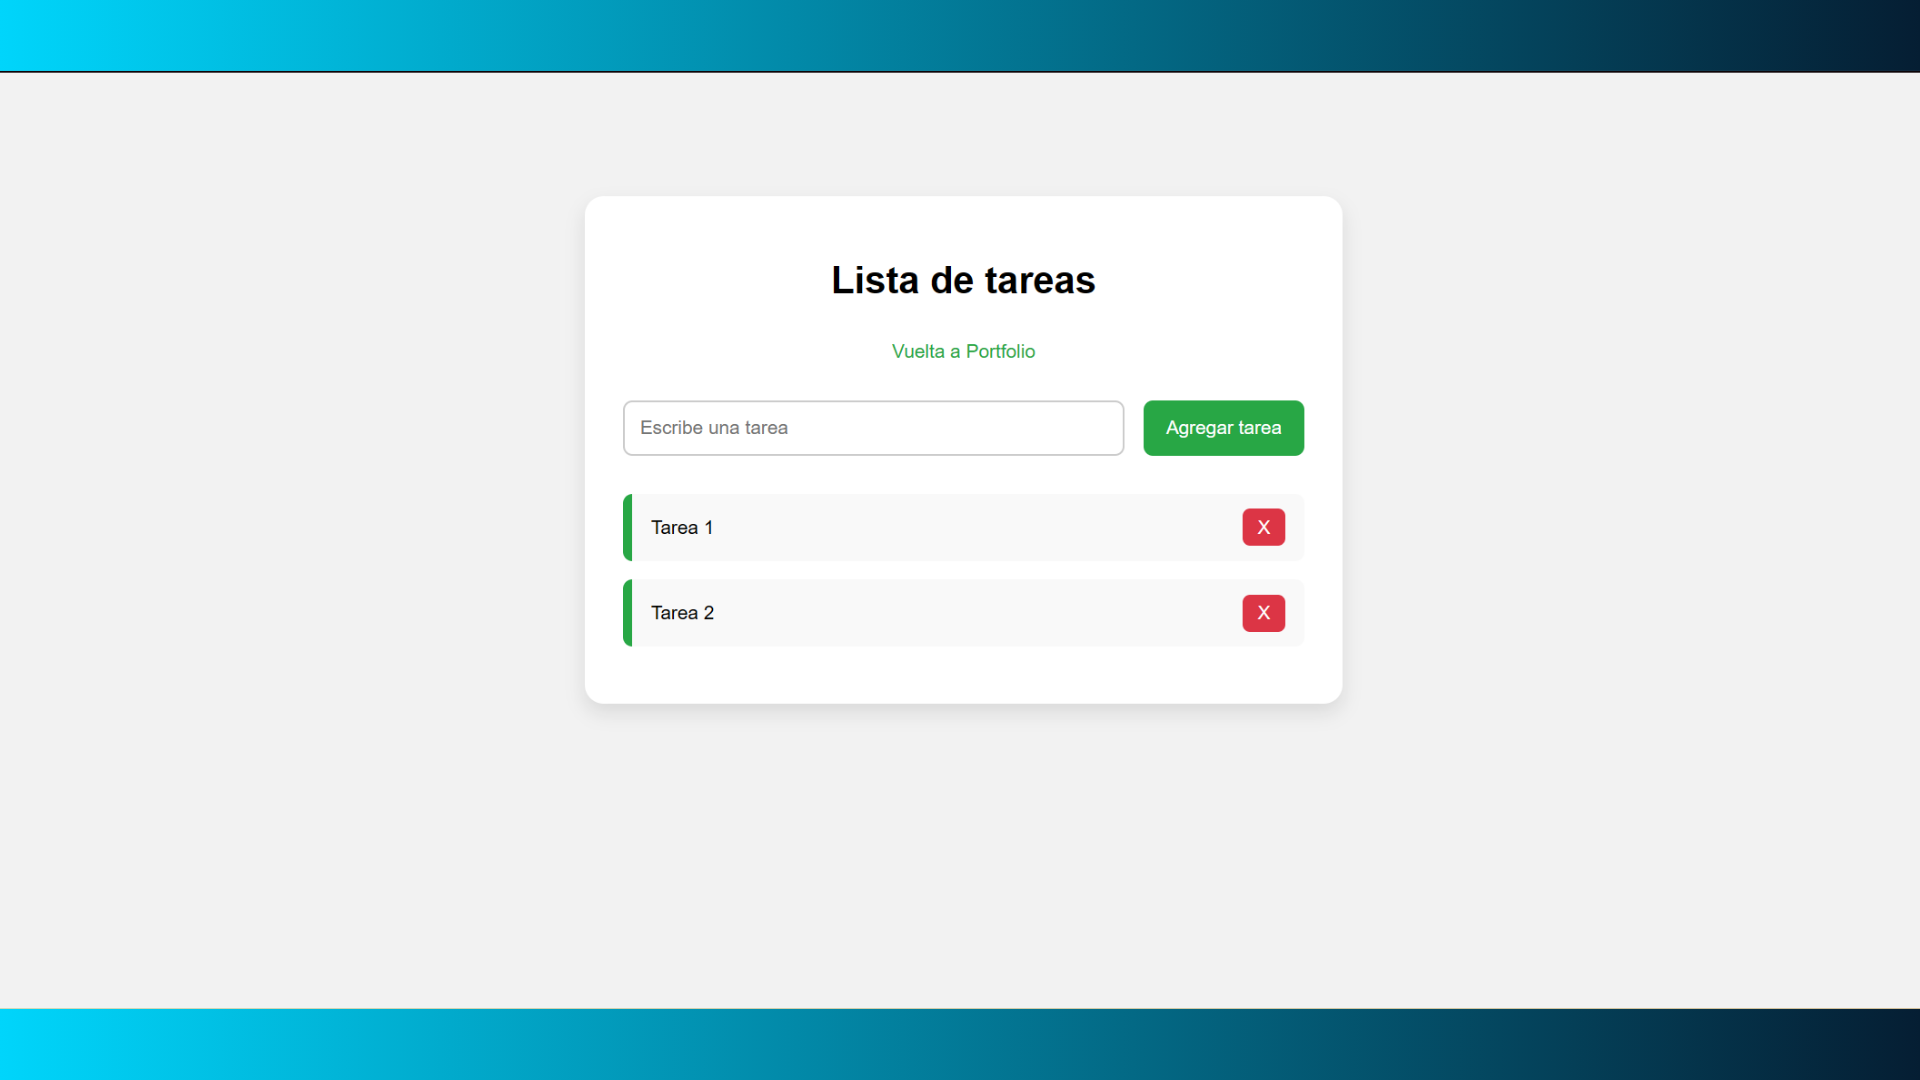 Lista de tareas
Vuelta a Portfolio
Escribe una tarea
Agregar tarea
Tarea 1
X
Tarea 2
X